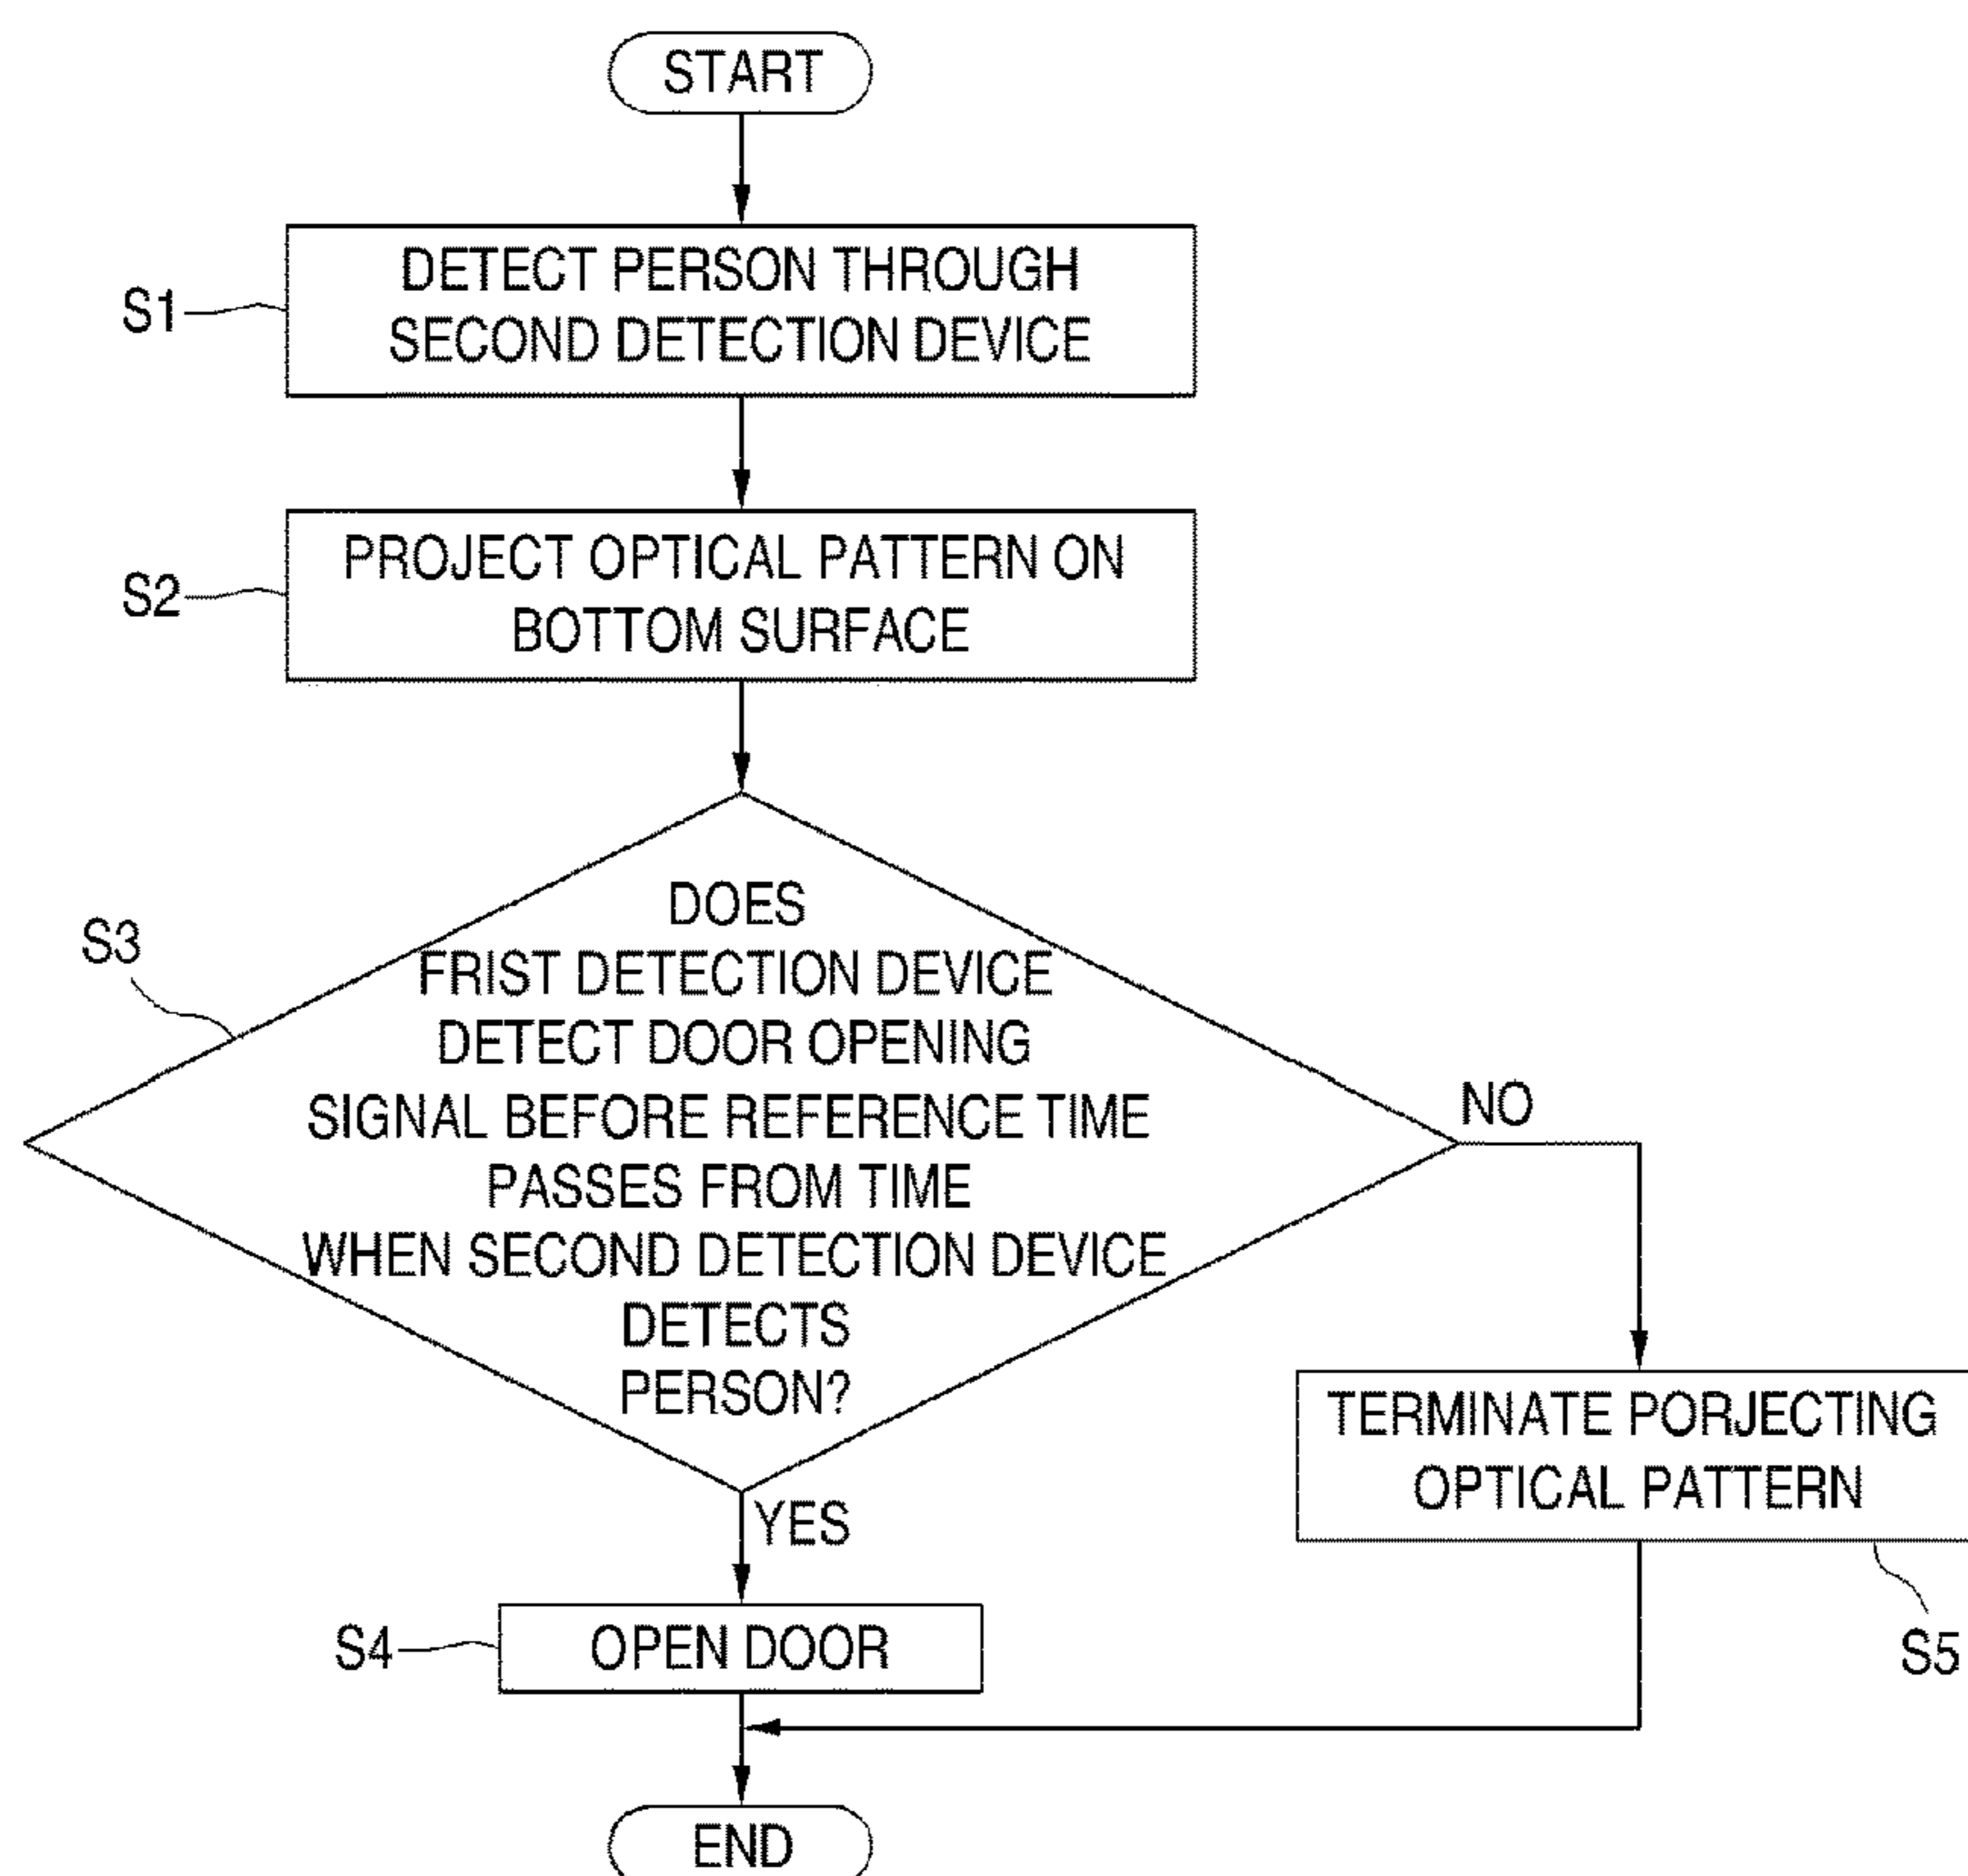 START
S1
DETECT PERSON THROUGH
SECOND DETECTION DEVICE
S2
PROJECT OPTICAL PATTERN ON
BOTTOM SURFACE
S3
DOES
FRIST DETECTION DEVICE
DETECT DOOR OPENING
SIGNAL BEFORE REFERENCE TIME
PASSES FROM TIME
WHEN SECOND DETECTION DEVICE
DETECTS
PERSON?
NO
TERMINATE PORJECTING
OPTICAL PATTERN
S5
YES
S4
OPEN DOOR
END